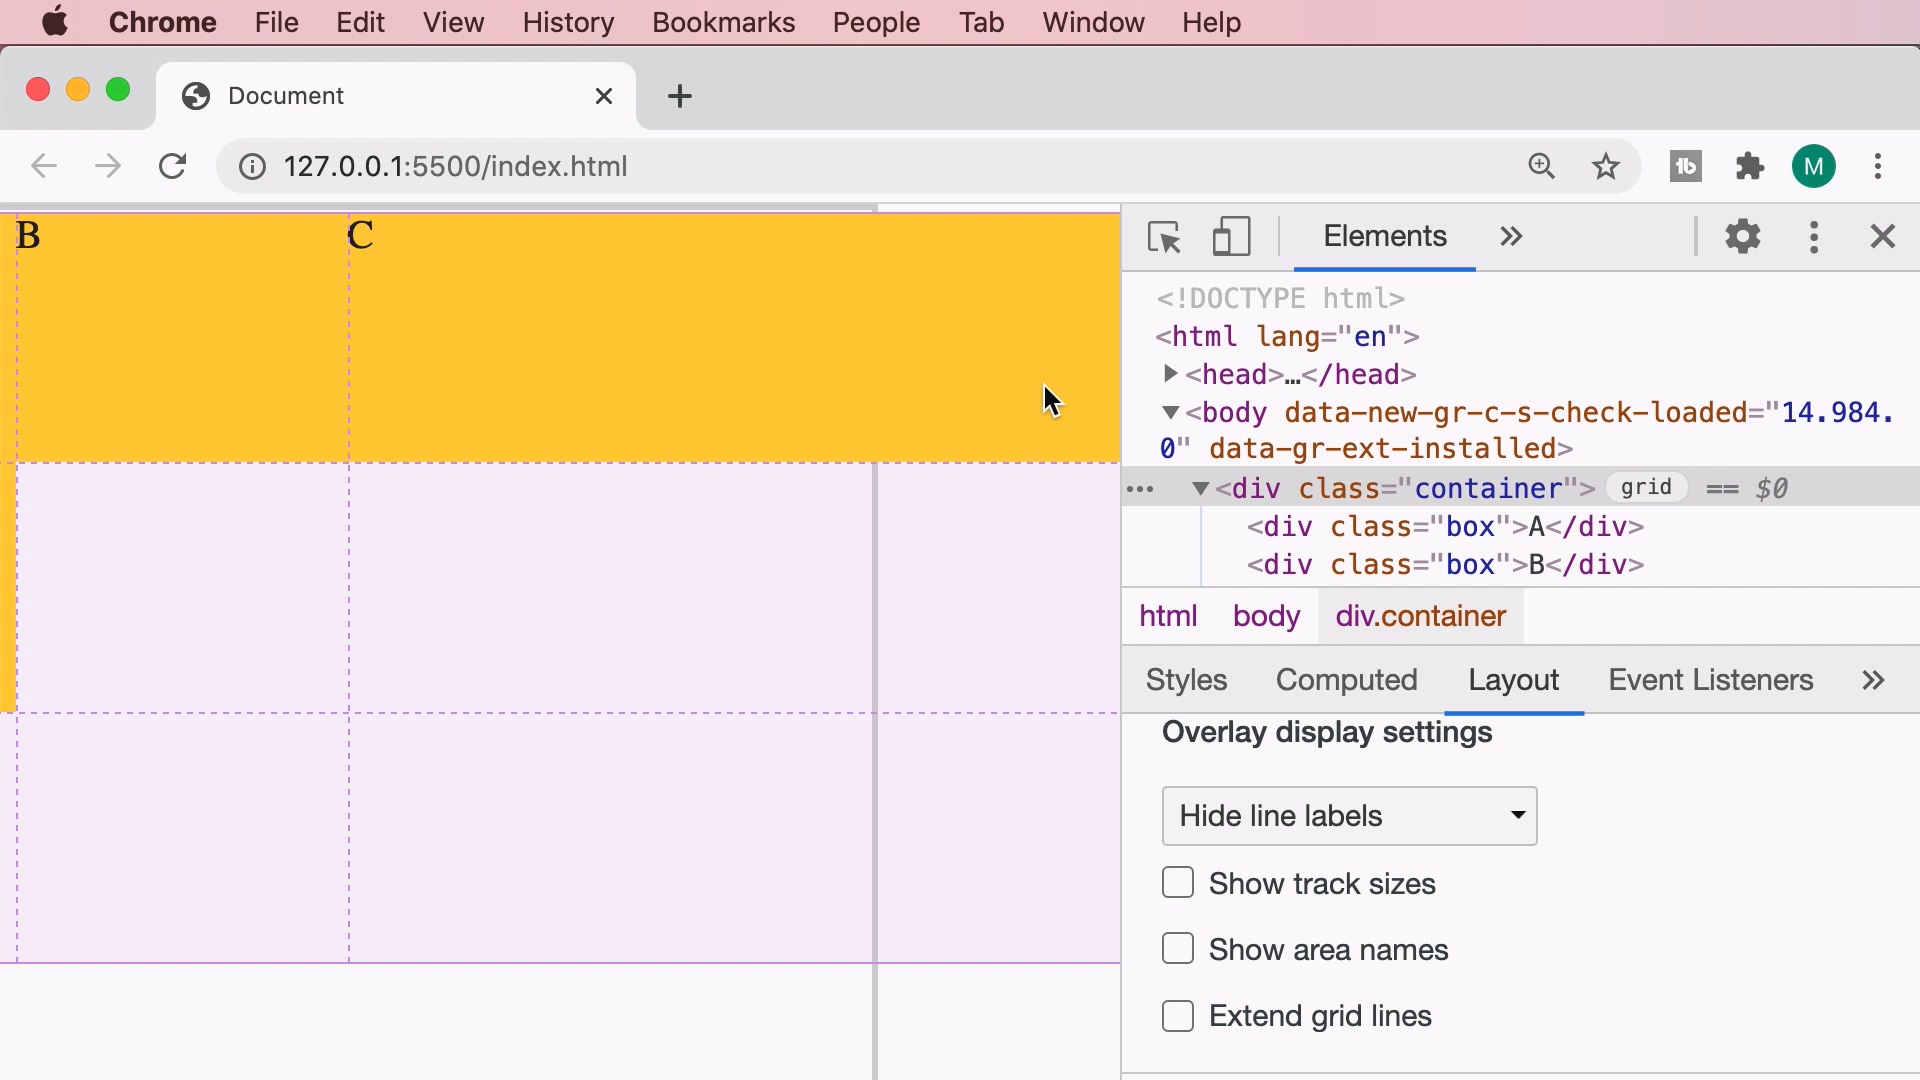 Chrome File Edit View History Bookmarks People Tab Window Help
Document
127.0.0.1:5500/index.html
M
B
C
Elements
<!DOCTYPE html>
<html lang="en">
<head>…</head>
<body data-new-gr-c-s-check-loaded="14.984.
0" data-gr-ext-installed>
<div class="container"> grid == $0
<div class="box">A</div>
<div class="box">B</div>
html body div.container
Styles Computed Layout Event Listeners
Overlay display settings
Hide line labels
Show track sizes
Show area names
Extend grid lines